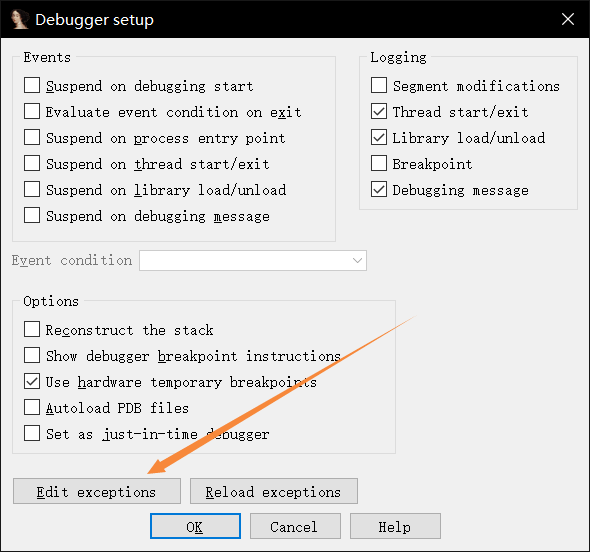 Debugger setup
Events
Suspend on debugging start
Evaluate event condition on exit
Suspend on process entry point
Suspend on thread start/exit
Suspend on library load/unload
Suspend on debugging message
Logging
Segment modifications
Thread start/exit
Library load/unload
Breakpoint
Debugging message
Event condition
Options
Reconstruct the stack
Show debugger breakpoint instructions
Use hardware temporary breakpoints
Autoload PDB files
Set as just-in-time debugger
Edit exceptions
Reload exceptions
OK
Cancel
Help